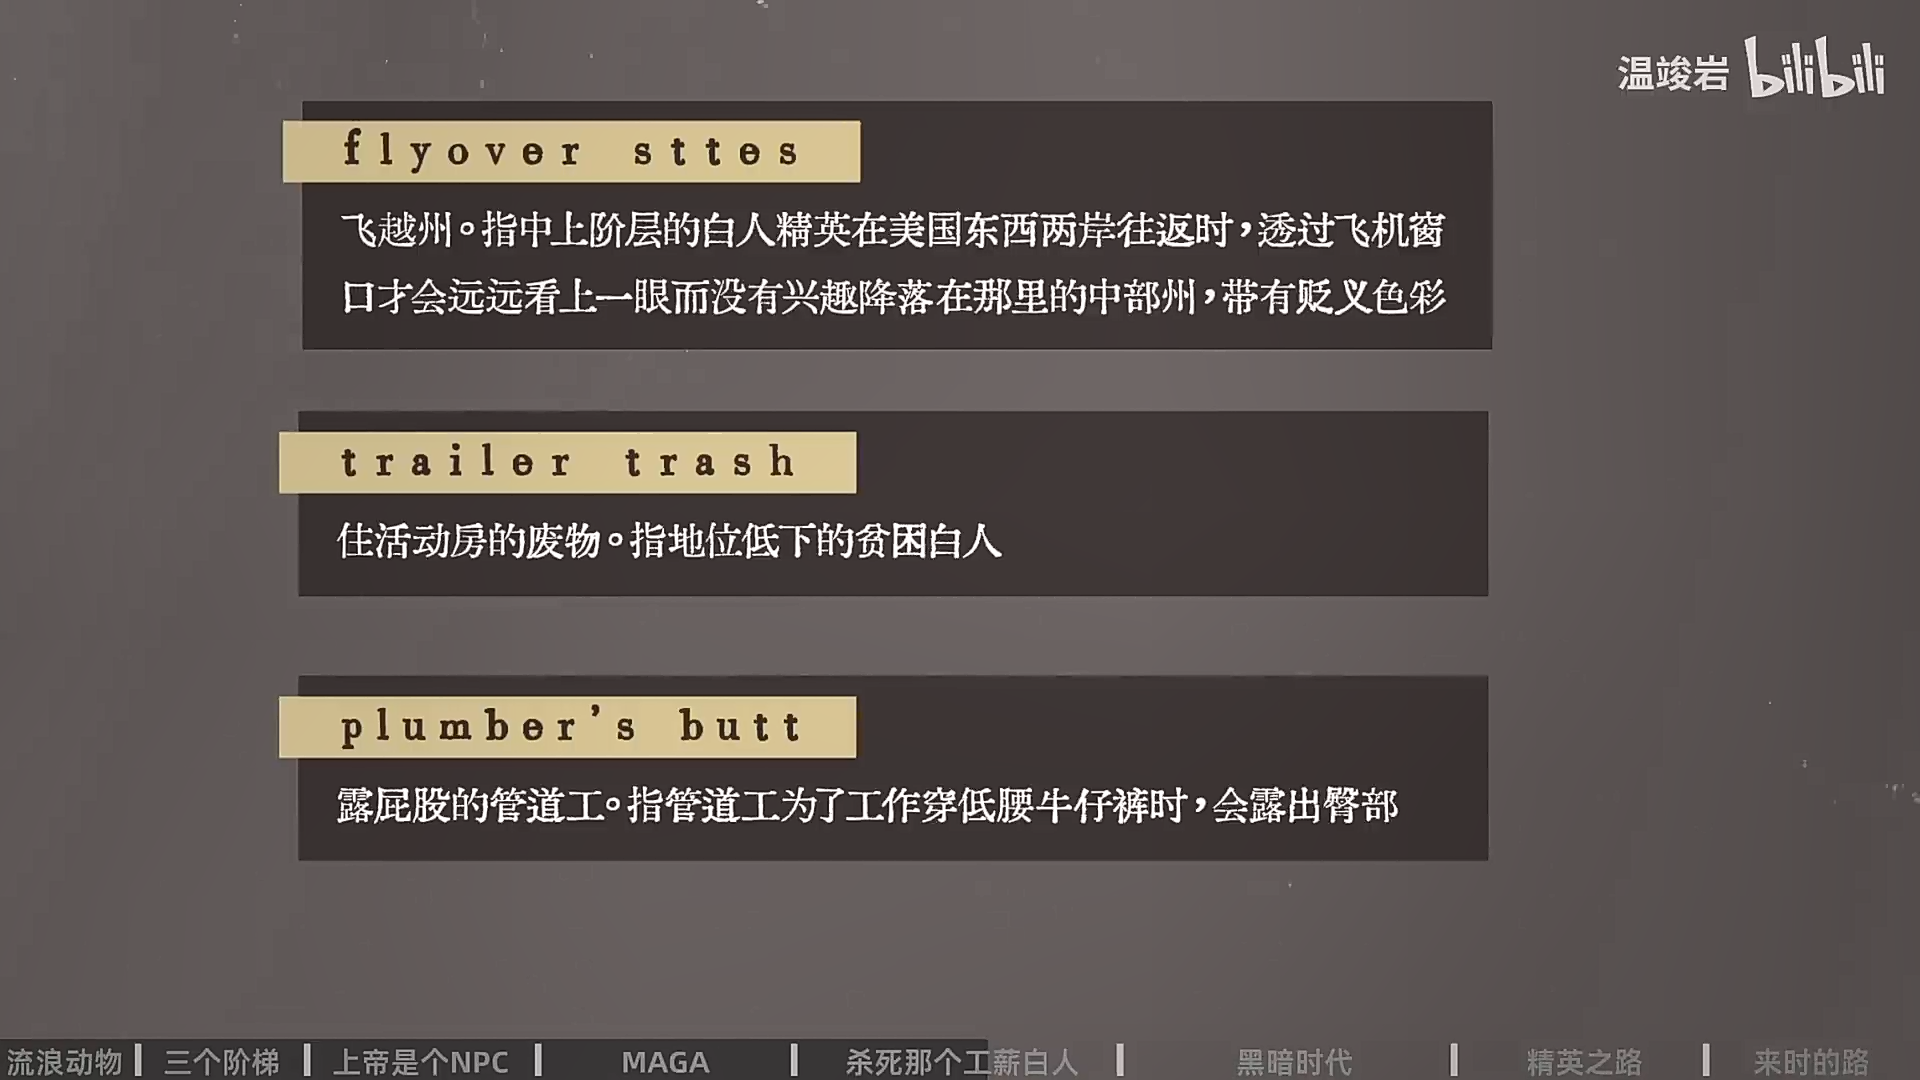 温竣岩 bilibili
flyover sttes
飞越州。指中上阶层的白人精英在美国东西两岸往返时，透过飞机窗
口才会远远看上一眼而没有兴趣降落在那里的中部州，带有贬义色彩
trailer trash
住活动房的废物。指地位低下的贫困白人
plumber’s butt
露屁股的管道工。指管道工为了工作穿低腰牛仔裤时，会露出臀部
流浪动物 三个阶梯 上帝是个NPC MAGA 杀死那个工薪白人 黑暗时代 精英之路 来时的路